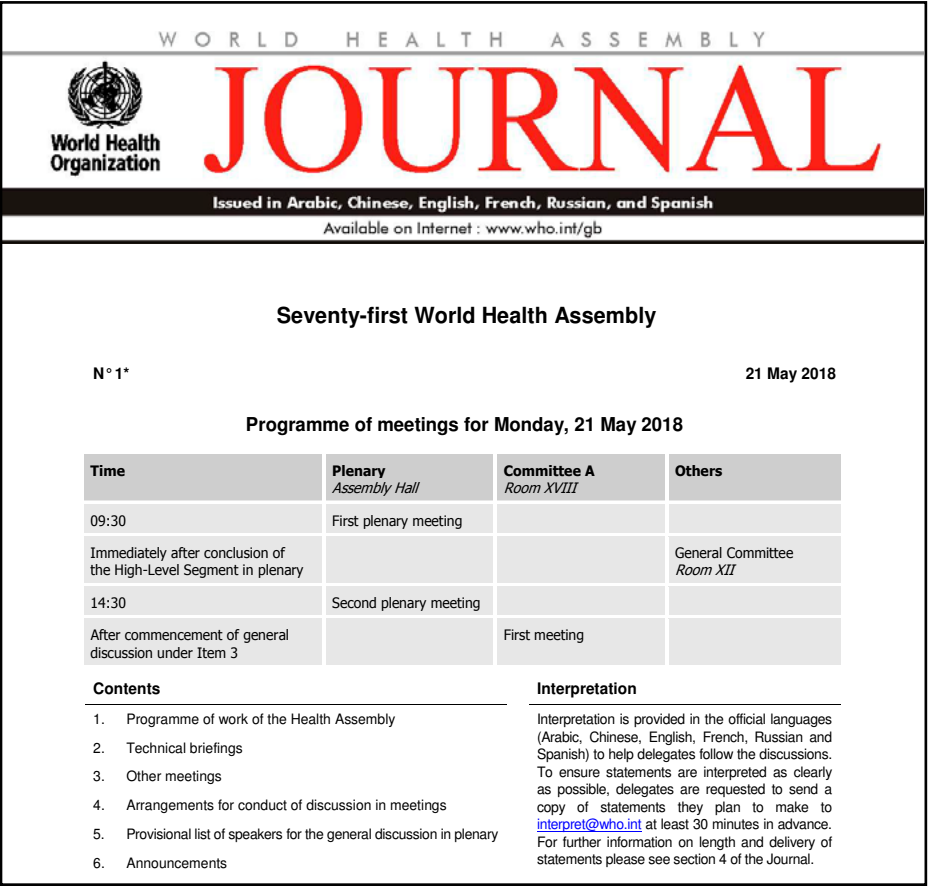 WORLD HEALTH ASSEMBLY
World Health
Organization
JOURNAL
Issued in Arabic, Chinese, English, French, Russian, and Spanish
Available on Internet : www.who.int/gb
Seventy-first World Health Assembly
N° 1*
21 May 2018
Programme of meetings for Monday, 21 May 2018
Time
Plenary
Assembly Hall
Committee A
Room XVIII
Others
09:30
First plenary meeting
Immediately after conclusion of
the High-Level Segment in plenary
General Committee
Room XII
14:30
Second plenary meeting
After commencement of general
discussion under Item 3
First meeting
Contents
1. Programme of work of the Health Assembly
2. Technical briefings
3. Other meetings
4. Arrangements for conduct of discussion in meetings
5. Provisional list of speakers for the general discussion in plenary
6. Announcements
Interpretation
Interpretation is provided in the official languages
(Arabic, Chinese, English, French, Russian and
Spanish) to help delegates follow the discussions.
To ensure statements are interpreted as clearly
as possible, delegates are requested to send a
copy of statements they plan to make to
interpret@who.int at least 30 minutes in advance.
For further information on length and delivery of
statements please see section 4 of the Journal.